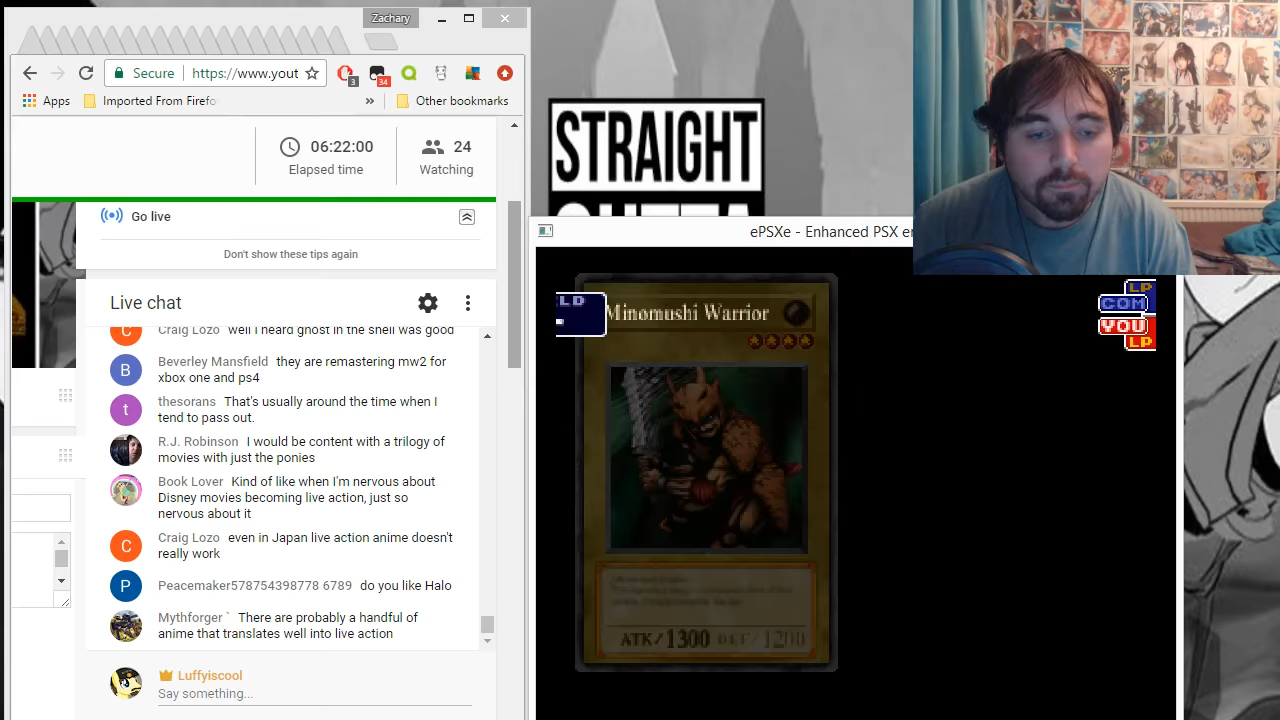 Zachary
Secure
https://www.yout
3
34
Apps
Imported From Firefo
»
Other bookmarks
06:22:00
Elapsed time
24
Watching
Go live
Don't show these tips again
Live chat
Craig Lozo well I heard ghost in the shell was good
Beverley Mansfield they are remastering mw2 for
xbox one and ps4
thesorans That's usually around the time when I
tend to pass out.
R.J. Robinson I would be content with a trilogy of
movies with just the ponies
Book Lover Kind of like when I'm nervous about
Disney movies becoming live action, just so
nervous about it
Craig Lozo even in Japan live action anime doesn't
really work
Peacemaker578754398778 6789 do you like Halo
Mythforger ` There are probably a handful of
anime that translates well into live action
Luffyiscool
Say something...
STRAIGHT
ePSXe - Enhanced PSX e
LD
Minomushi Warrior
ATK/1300 DEF/1200
LP
COM
YOU
LP